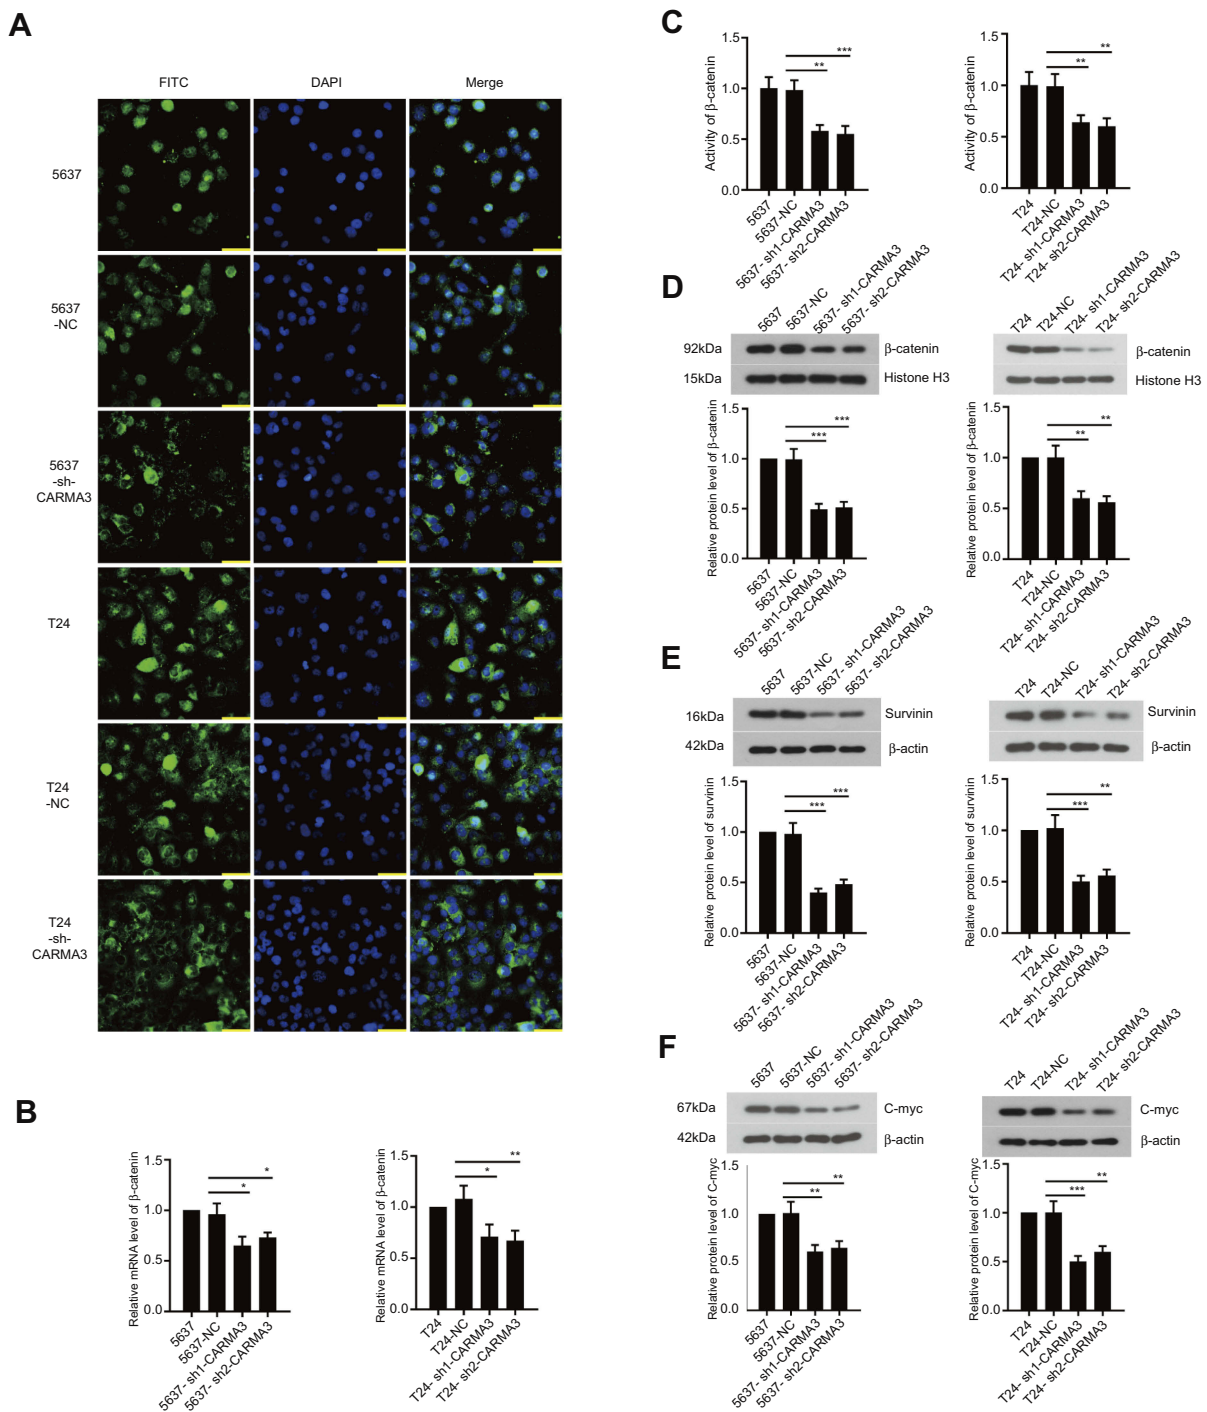 A
FITC
DAPI
Merge
5637
5637
-NC
5637
-sh-
CARMA3
T24
T24
-NC
T24
-sh-
CARMA3
B
Relative mRNA level of β-catenin
1.5
1.0
0.5
0.0
*
*
5637
5637-NC
5637- sh1-CARMA3
5637- sh2-CARMA3
Relative mRNA level of β-catenin
1.5
1.0
0.5
0.0
**
*
T24
T24-NC
T24- sh1-CARMA3
T24- sh2-CARMA3
C
Activity of β-catenin
1.5
1.0
0.5
0.0
***
**
5637
5637-NC
5637- sh1-CARMA3
5637- sh2-CARMA3
Activity of β-catenin
1.5
1.0
0.5
0.0
**
**
T24
T24-NC
T24- sh1-CARMA3
T24- sh2-CARMA3
D
5637
5637-NC
5637- sh1-CARMA3
5637- sh2-CARMA3
92kDa
β-catenin
15kDa
Histone H3
T24
T24-NC
T24- sh1-CARMA3
T24- sh2-CARMA3
β-catenin
Histone H3
Relative protein level of β-catenin
1.5
1.0
0.5
0.0
***
***
5637
5637-NC
5637- sh1-CARMA3
5637- sh2-CARMA3
Relative protein level of β-catenin
1.5
1.0
0.5
0.0
**
**
T24
T24-NC
T24- sh1-CARMA3
T24- sh2-CARMA3
E
5637
5637-NC
5637- sh1-CARMA3
5637- sh2-CARMA3
16kDa
Survinin
42kDa
β-actin
T24
T24-NC
T24- sh1-CARMA3
T24- sh2-CARMA3
Survinin
β-actin
Relative protein level of survinin
1.5
1.0
0.5
0.0
***
***
5637
5637-NC
5637- sh1-CARMA3
5637- sh2-CARMA3
Relative protein level of survinin
1.5
1.0
0.5
0.0
**
***
T24
T24-NC
T24- sh1-CARMA3
T24- sh2-CARMA3
F
5637
5637-NC
5637- sh1-CARMA3
5637- sh2-CARMA3
67kDa
C-myc
42kDa
β-actin
T24
T24-NC
T24- sh1-CARMA3
T24- sh2-CARMA3
C-myc
β-actin
Relative protein level of C-myc
1.5
1.0
0.5
0.0
**
**
5637
5637-NC
5637- sh1-CARMA3
5637- sh2-CARMA3
Relative protein level of C-myc
1.5
1.0
0.5
0.0
**
***
T24
T24-NC
T24- sh1-CARMA3
T24- sh2-CARMA3